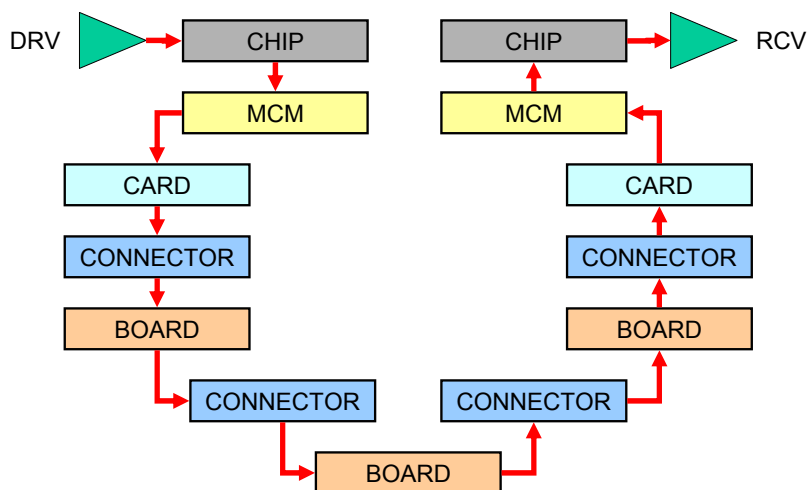 DRV
CHIP
CHIP
RCV
MCM
MCM
CARD
CARD
CONNECTOR
CONNECTOR
BOARD
BOARD
CONNECTOR
CONNECTOR
BOARD